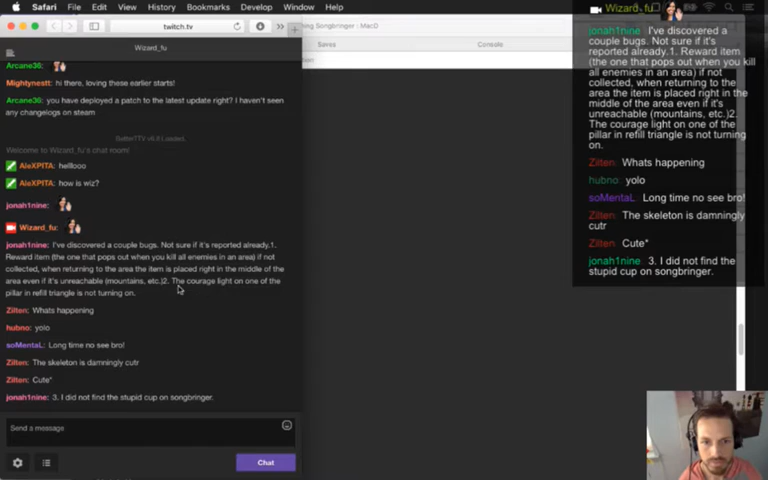 Safari File Edit View History Bookmarks Develop Window Help
twitch.tv
ning Songbringer - MacD
Wizard_fu
Saves
Console
Arcane36:
Mightynestt: hi there, loving these earlier starts!
Arcane36: you have deployed a patch to the latest update right? I haven't seen
any changelogs on steam
Loaded.
Welcome to Wizard_fu's chat room!
AleXPITA: helllooo
AleXPITA: how is wiz?
jonah1nine:
Wizard_fu:
jonah1nine: I've discovered a couple bugs. Not sure if it's reported already.1.
Reward item (the one that pops out when you kill all enemies in an area) if not
collected, when returning to the area the item is placed right in the middle of the
area even if it's unreachable (mountains, etc.)2. The courage light on one of the
pillar in refill triangle is not turning on.
Zilten: Whats happening
hubno: yolo
soMentaL: Long time no see bro!
Zilten: The skeleton is damningly cutr
Zilten: Cute*
jonah1nine: 3. I did not find the stupid cup on songbringer.
Send a message
Chat
Wizard_fu
jonah1nine: I've discovered a
couple bugs. Not sure if it's
reported already.1. Reward item
(the one that pops out when you kill
all enemies in an area) if not
collected, when returning to the
area the item is placed right in the
middle of the area even if it's
unreachable (mountains, etc.)2.
The courage light on one of the
pillar in refill triangle is not turning
on.
Zilten: Whats happening
hubno: yolo
soMentaL: Long time no see bro!
Zilten: The skeleton is damningly
cutr
Zilten: Cute*
jonah1nine: 3. I did not find the
stupid cup on songbringer.